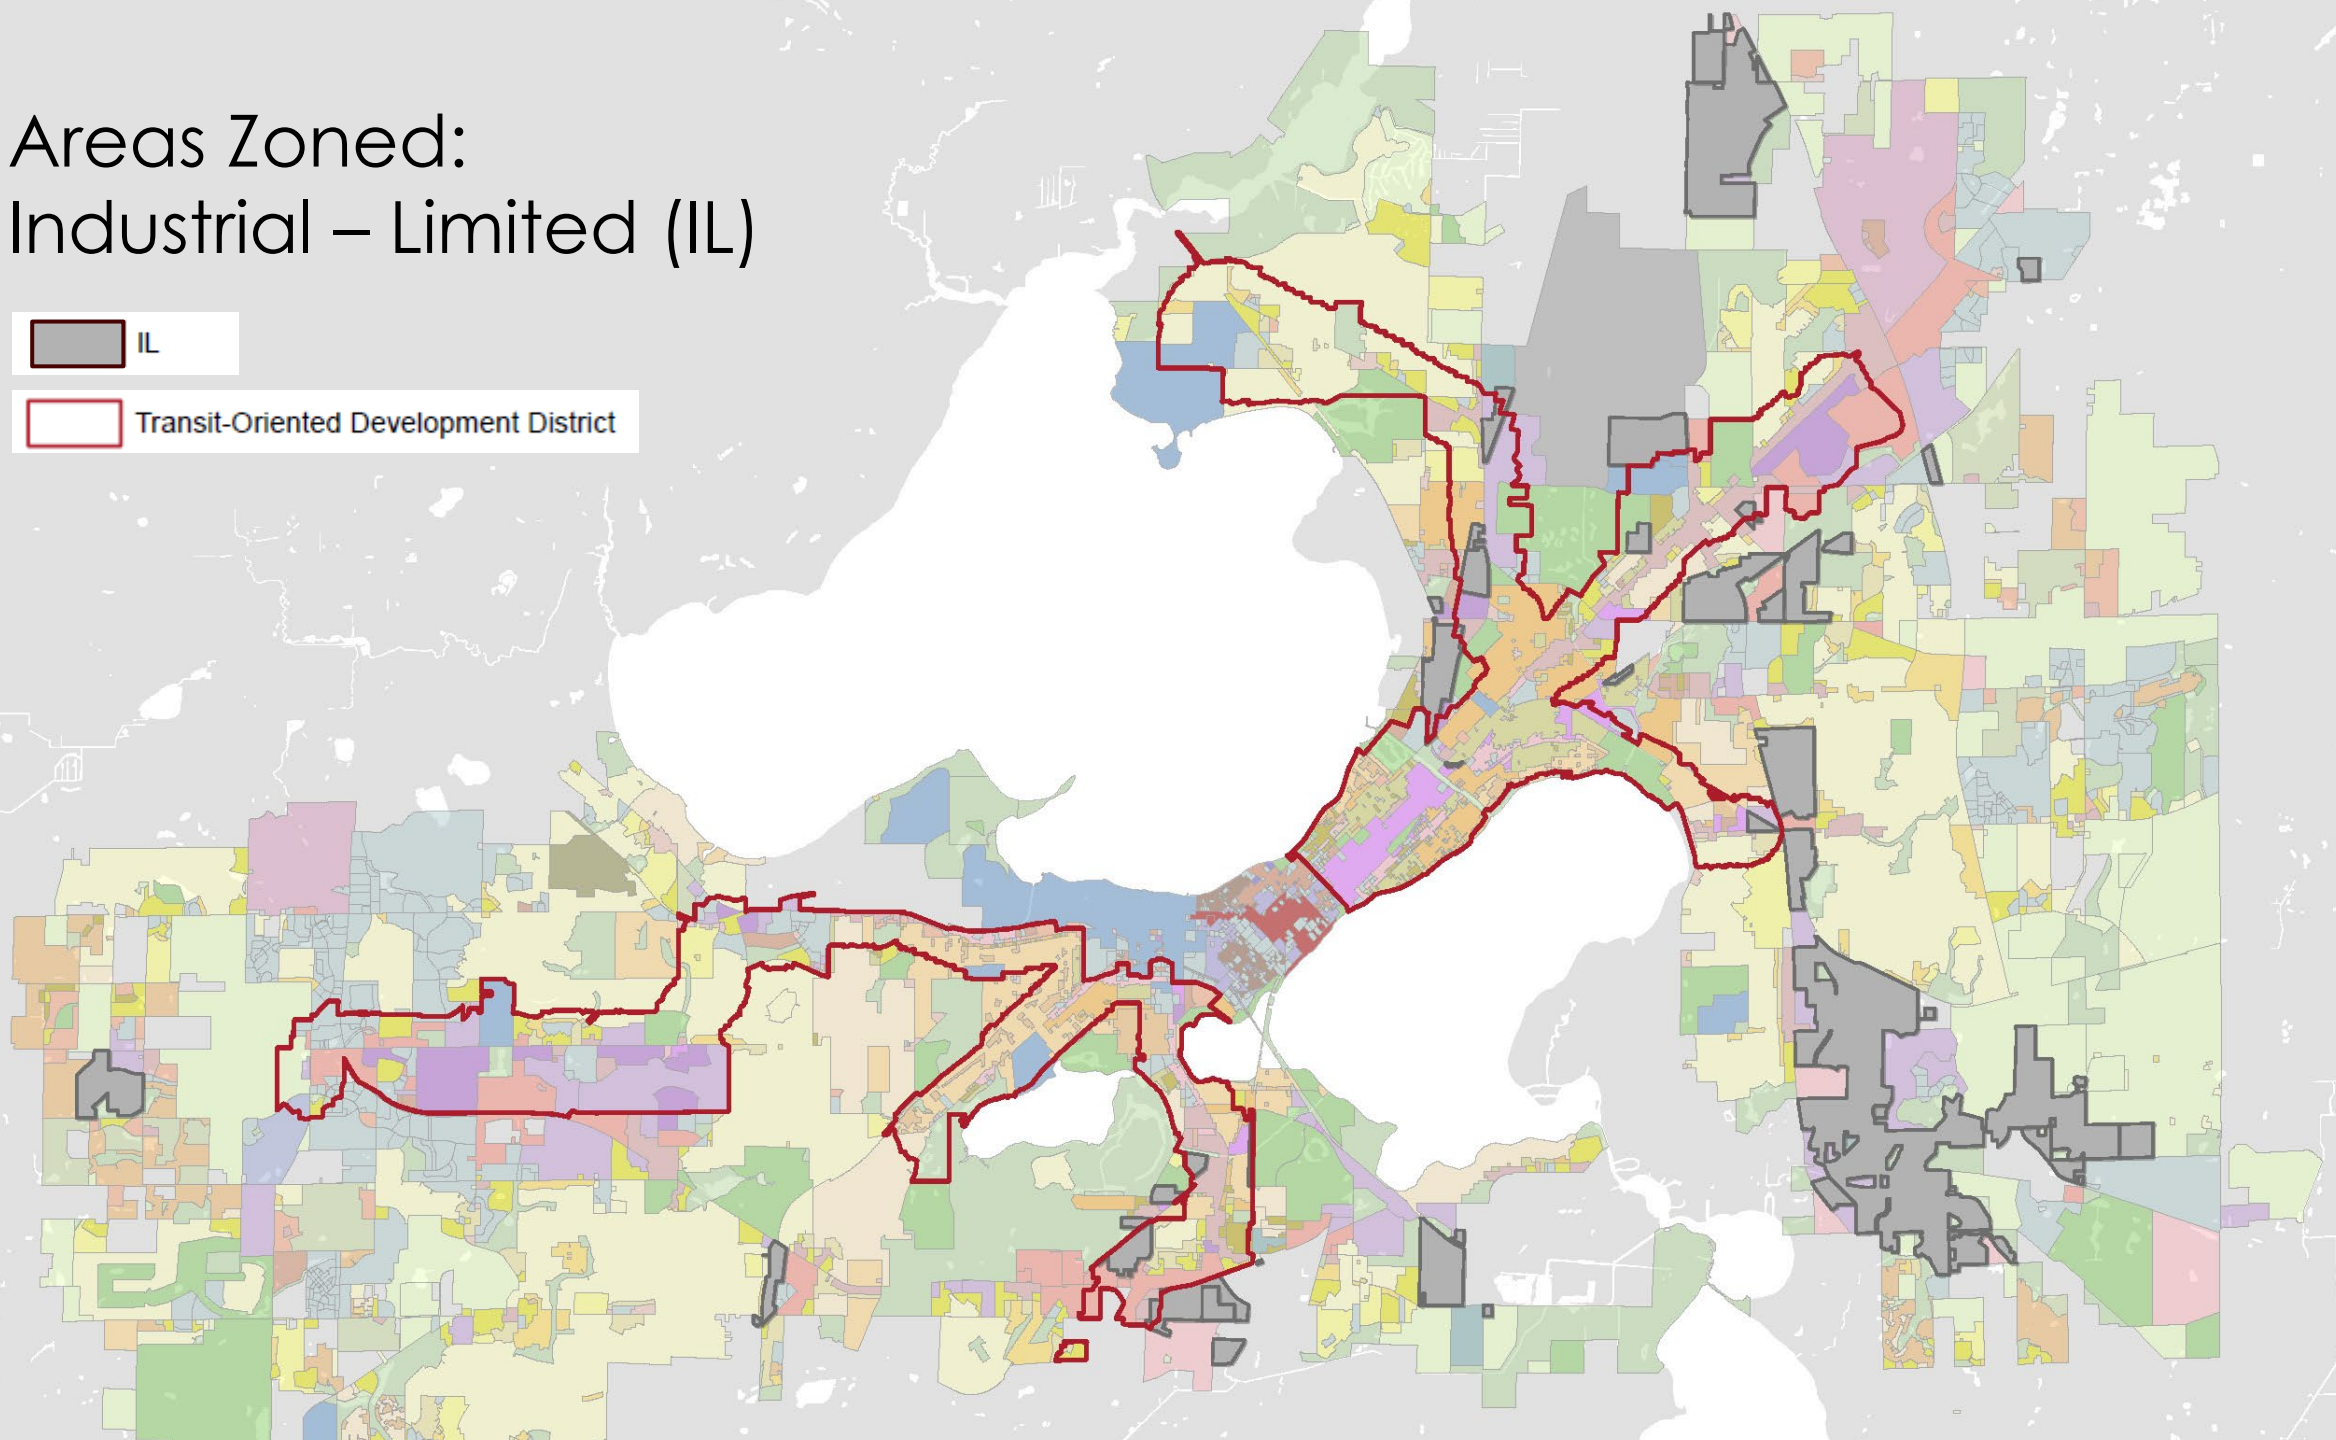 Areas Zoned:
Industrial – Limited (IL)
IL
Transit-Oriented Development District